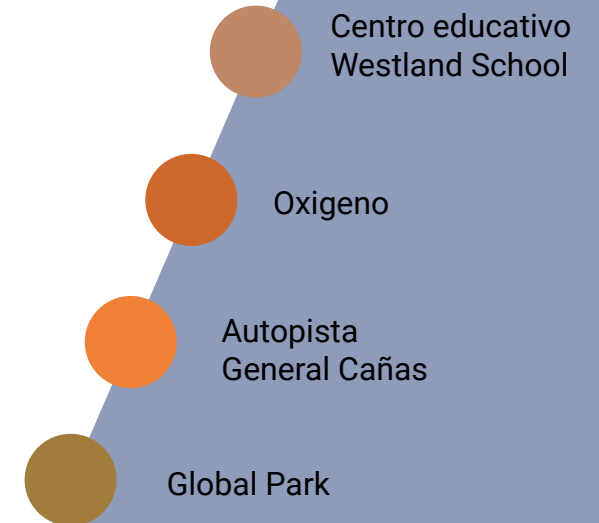 Centro educativo
Westland School
Oxigeno
Autopista
General Cañas
Global Park